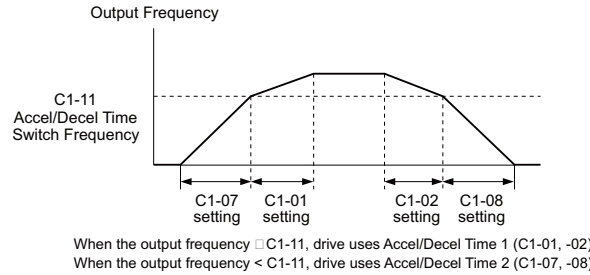 Output Frequency
C1-11
Accel/Decel Time
Switch Frequency
C1-07
setting
C1-01
setting
C1-02
setting
C1-08
setting
When the output frequency □ C1-11, drive uses Accel/Decel Time 1 (C1-01, -02)
When the output frequency < C1-11, drive uses Accel/Decel Time 2 (C1-07, -08)